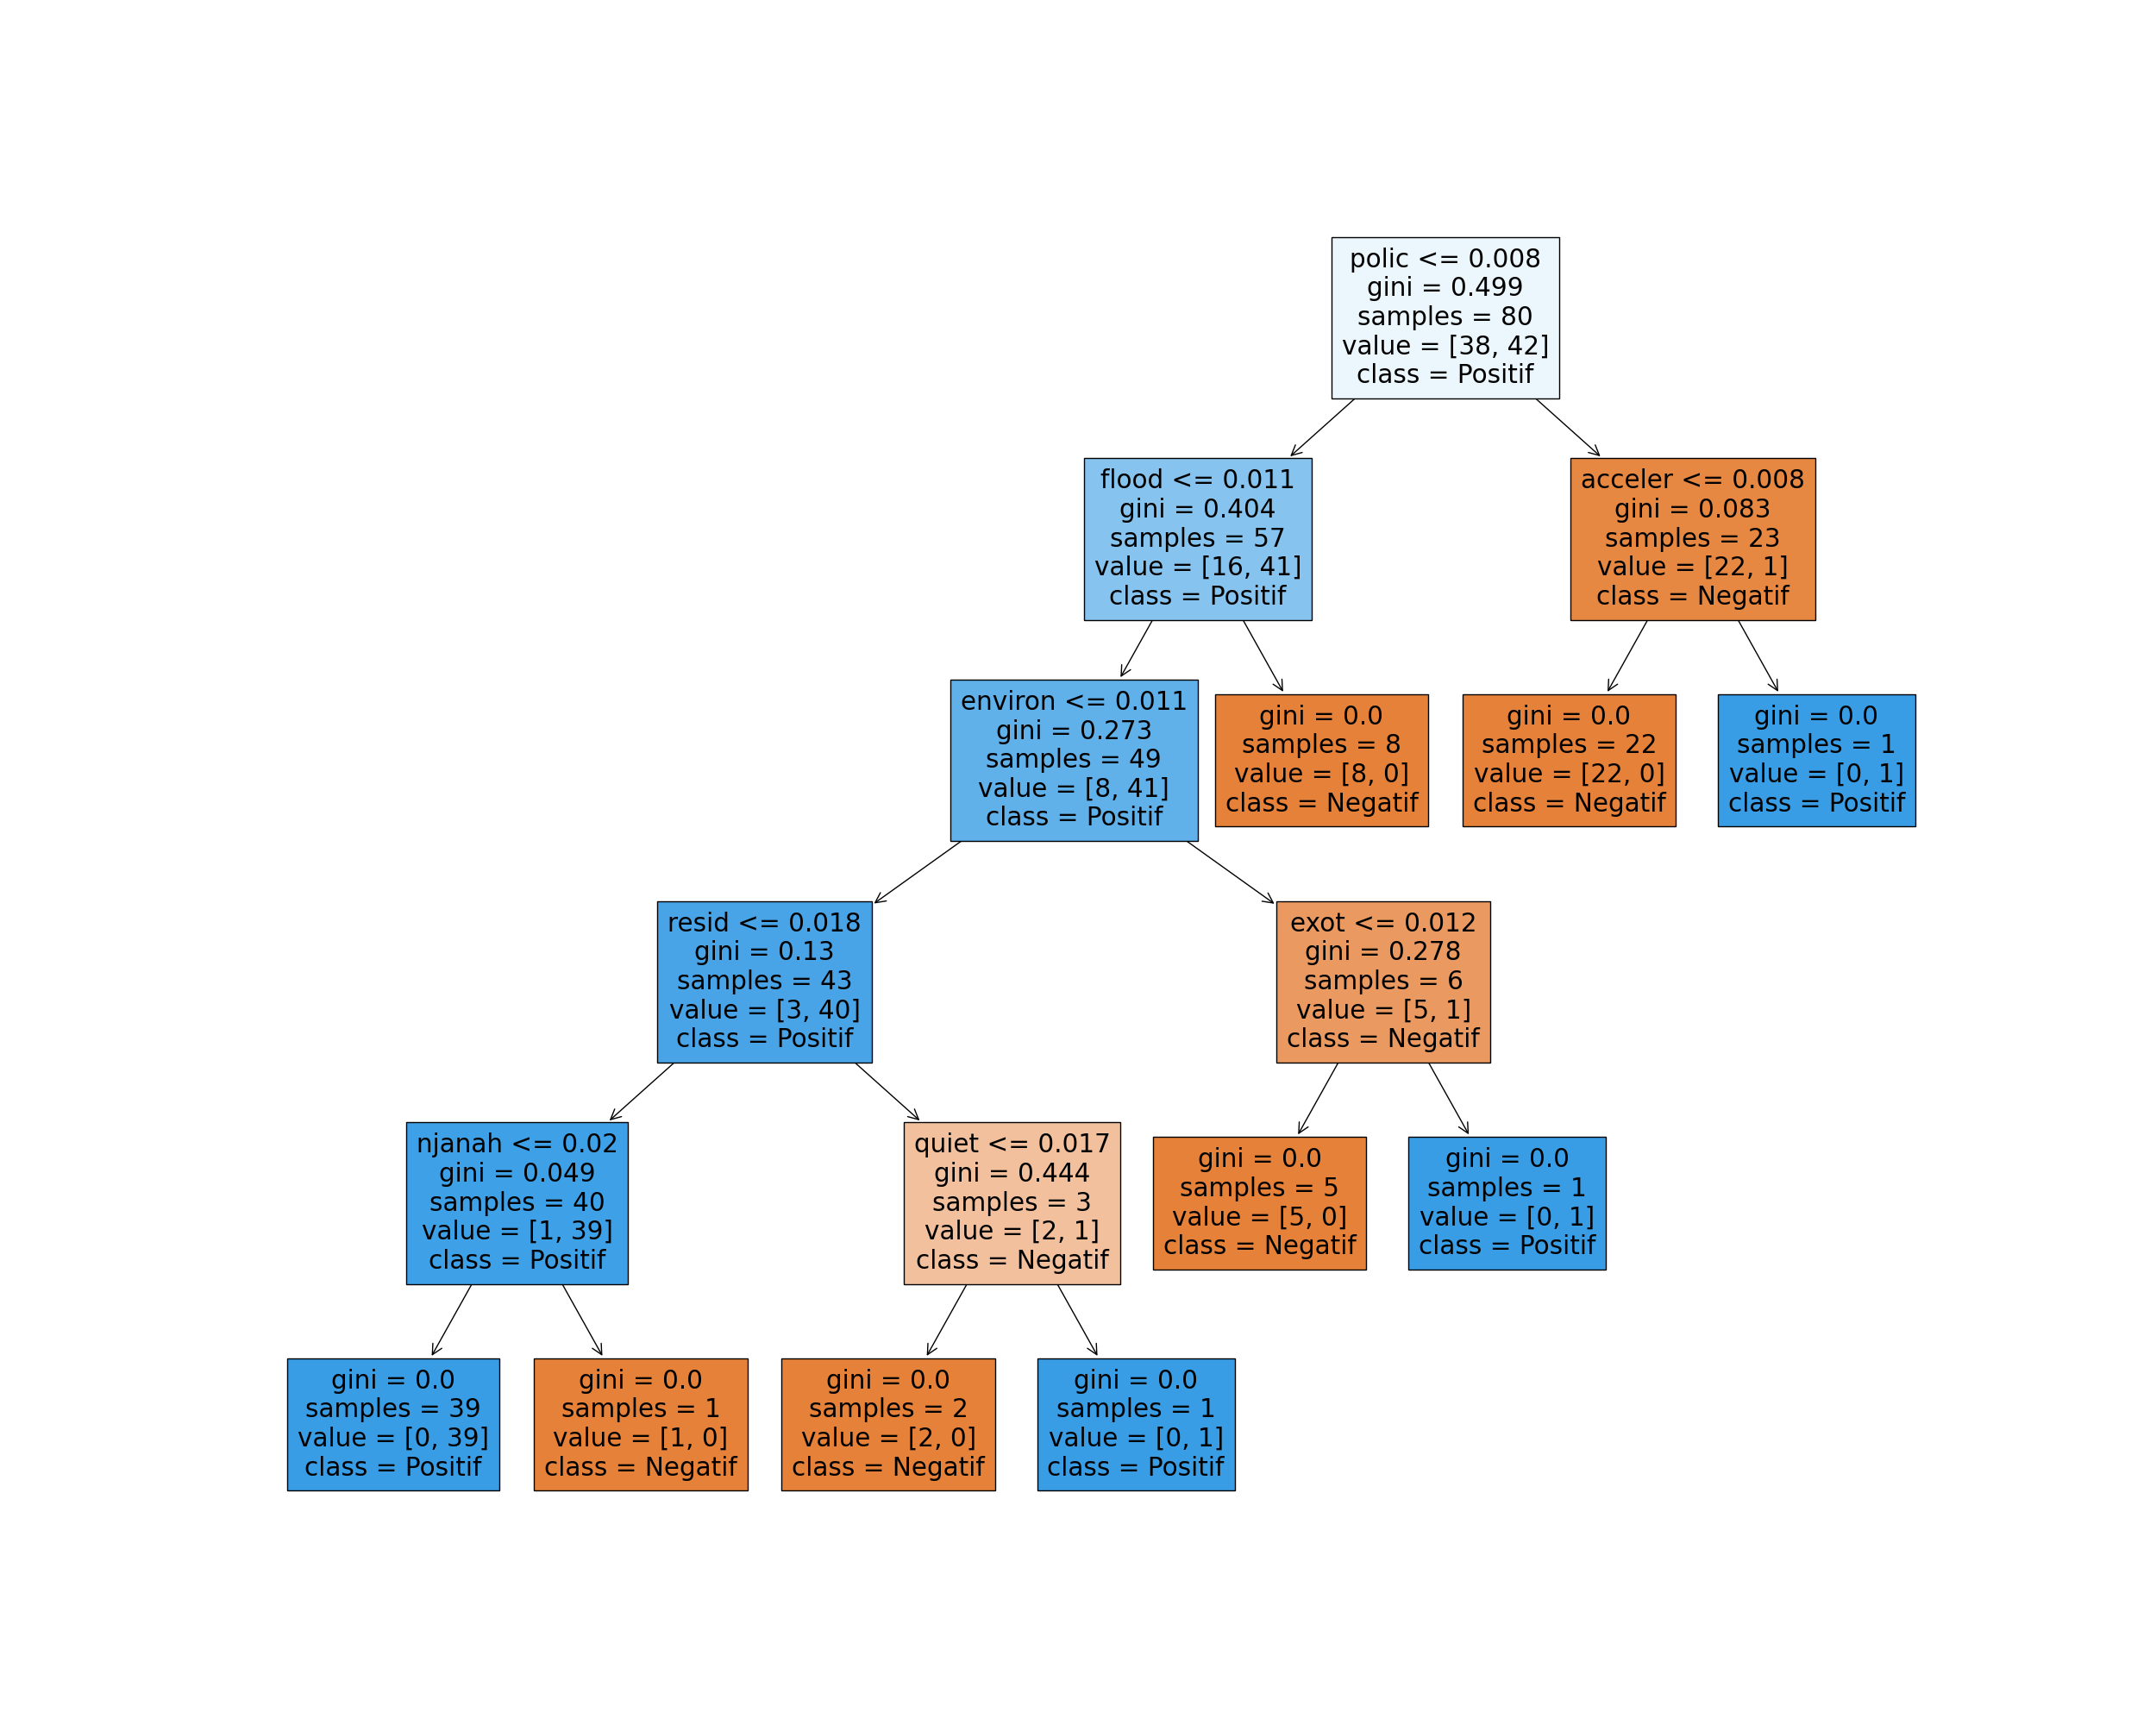 polic <= 0.008
gini = 0.499
samples = 80
value = [38, 42]
class = Positif
flood <= 0.011
gini = 0.404
samples = 57
value = [16, 41]
class = Positif
acceler <= 0.008
gini = 0.083
samples = 23
value = [22, 1]
class = Negatif
environ <= 0.011
gini = 0.273
samples = 49
value = [8, 41]
class = Positif
gini = 0.0
samples = 8
value = [8, 0]
class = Negatif
gini = 0.0
samples = 22
value = [22, 0]
class = Negatif
gini = 0.0
samples = 1
value = [0, 1]
class = Positif
resid <= 0.018
gini = 0.13
samples = 43
value = [3, 40]
class = Positif
exot <= 0.012
gini = 0.278
samples = 6
value = [5, 1]
class = Negatif
njanah <= 0.02
gini = 0.049
samples = 40
value = [1, 39]
class = Positif
quiet <= 0.017
gini = 0.444
samples = 3
value = [2, 1]
class = Negatif
gini = 0.0
samples = 5
value = [5, 0]
class = Negatif
gini = 0.0
samples = 1
value = [0, 1]
class = Positif
gini = 0.0
samples = 39
value = [0, 39]
class = Positif
gini = 0.0
samples = 1
value = [1, 0]
class = Negatif
gini = 0.0
samples = 2
value = [2, 0]
class = Negatif
gini = 0.0
samples = 1
value = [0, 1]
class = Positif